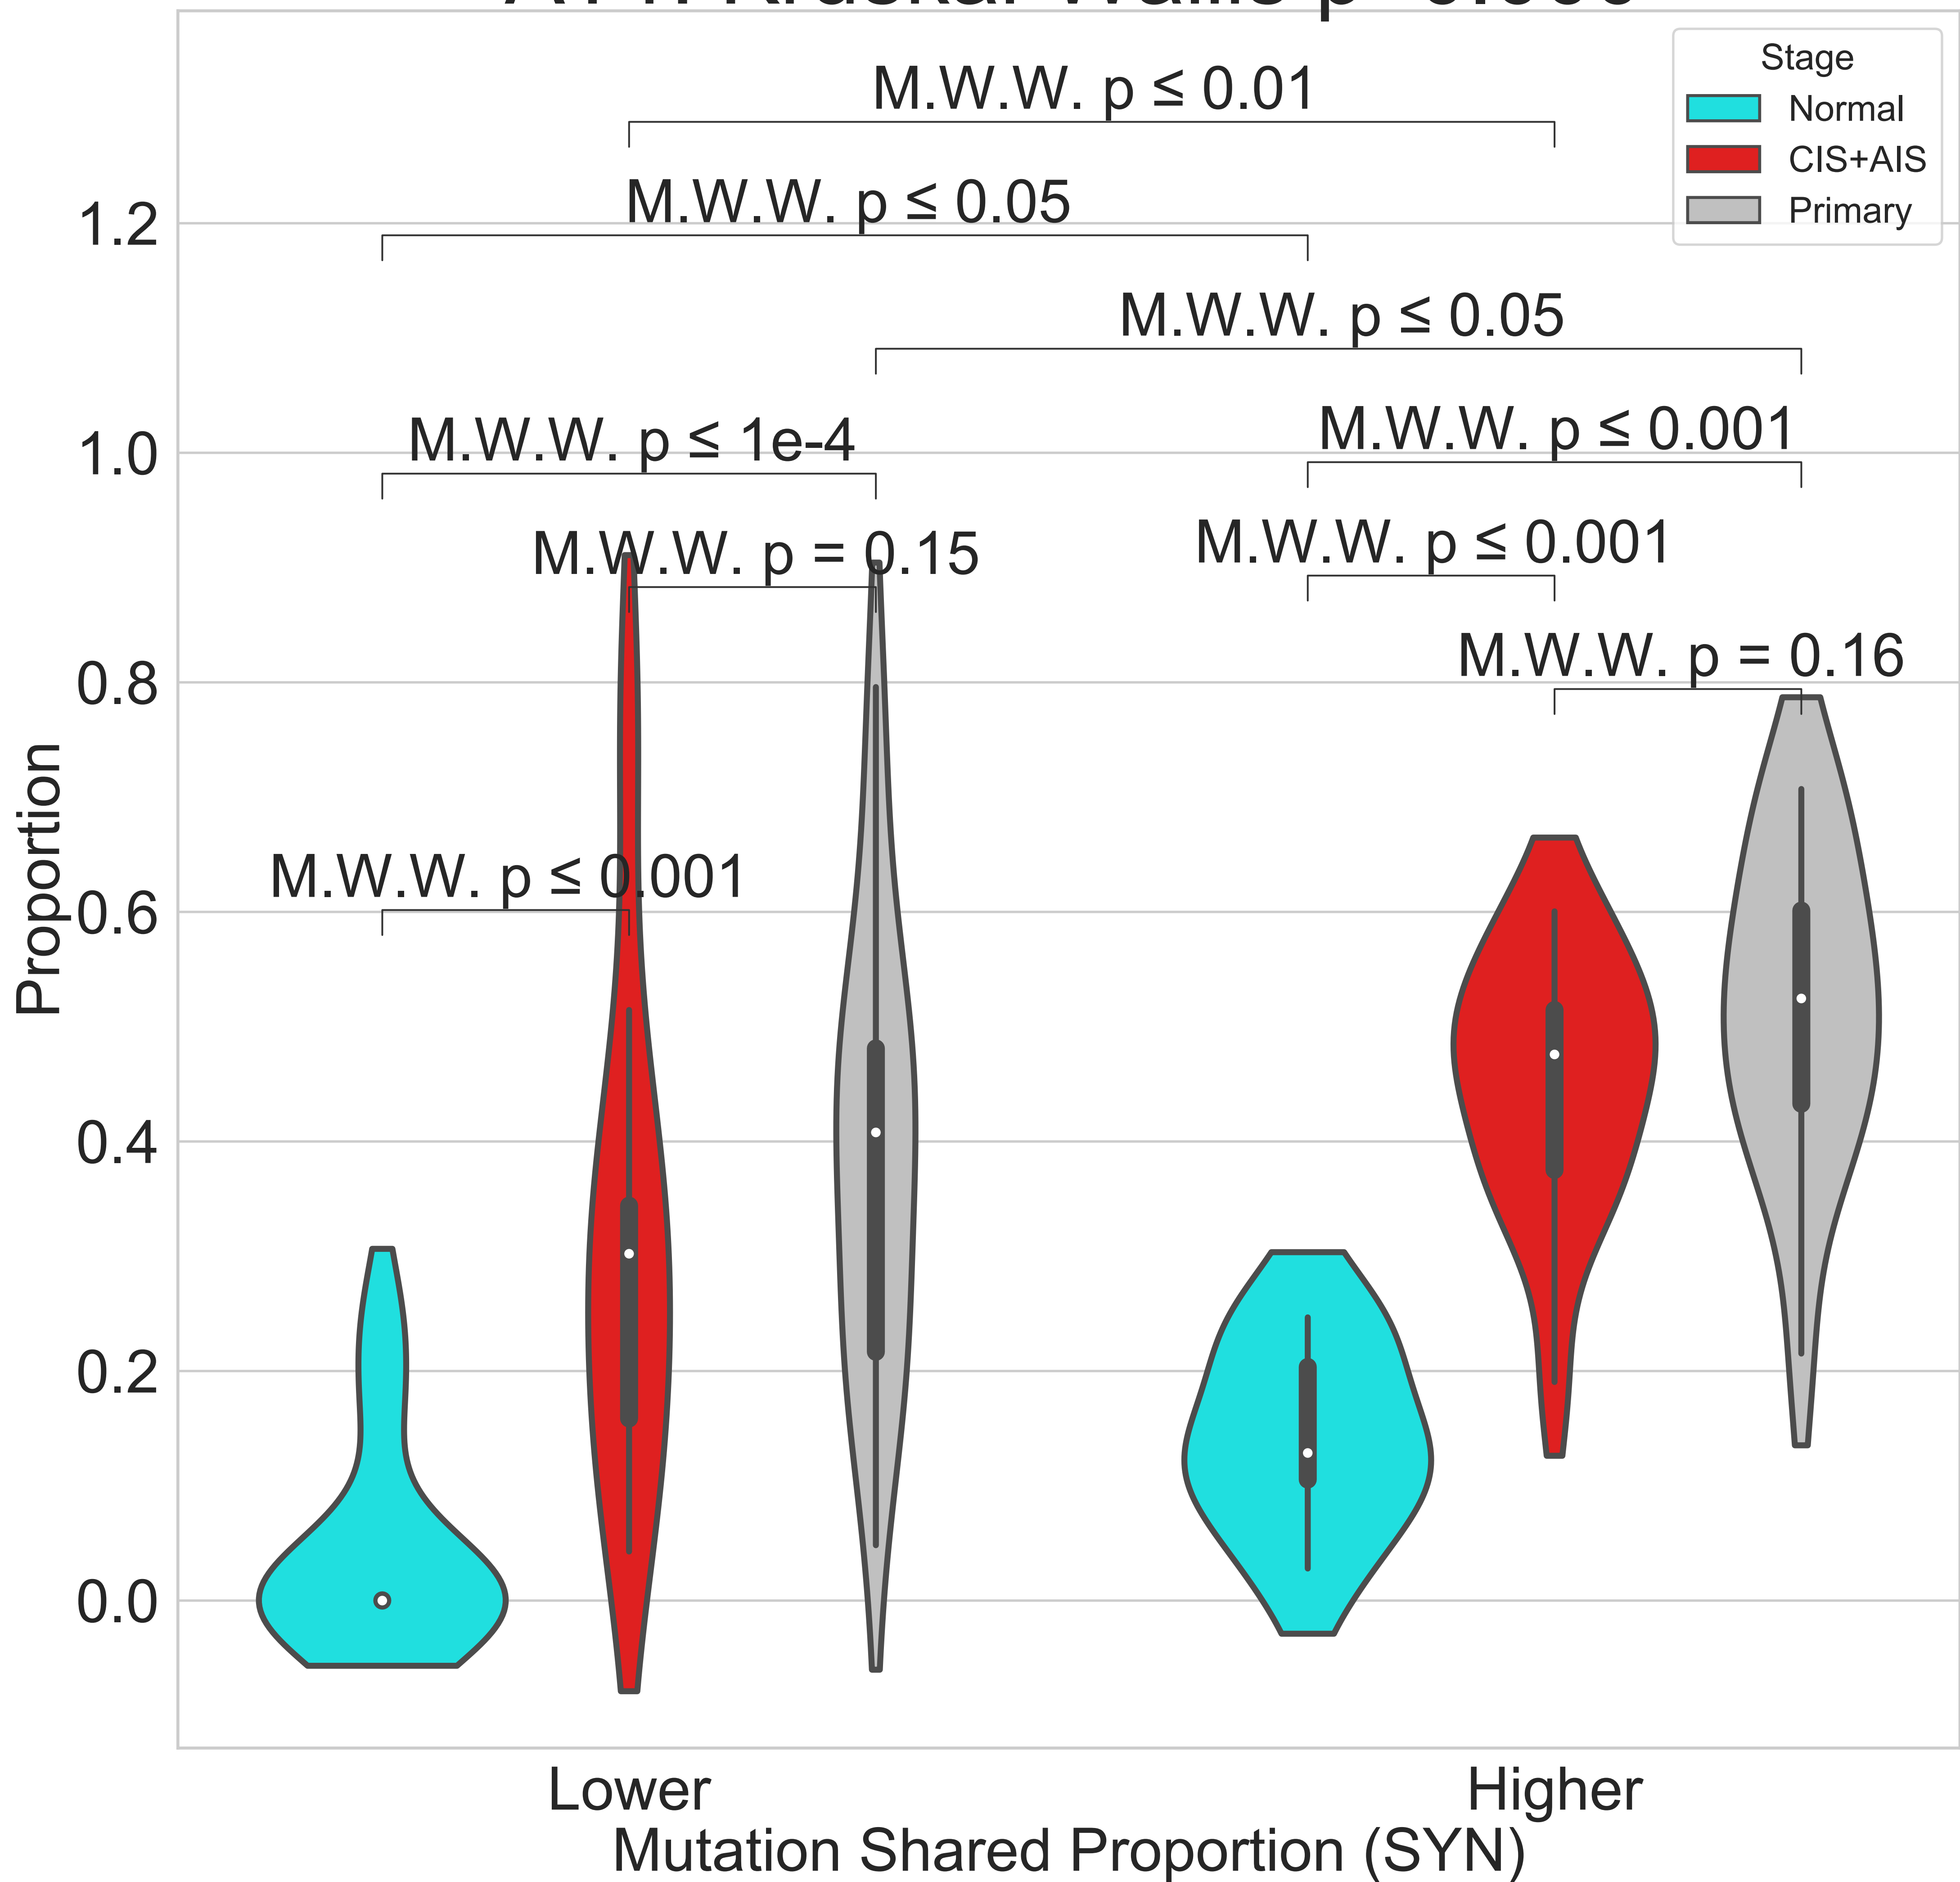 Stage
Normal
CIS+AIS
Primary
M.W.W. p ≤ 0.01
M.W.W. p ≤ 0.05
M.W.W. p ≤ 0.05
M.W.W. p ≤ 1e-4
M.W.W. p ≤ 0.001
M.W.W. p = 0.15
M.W.W. p ≤ 0.001
M.W.W. p = 0.16
M.W.W. p ≤ 0.001
1.2
1.0
0.8
0.6
0.4
0.2
0.0
Proportion
Lower
Higher
Mutation Shared Proportion (SYN)